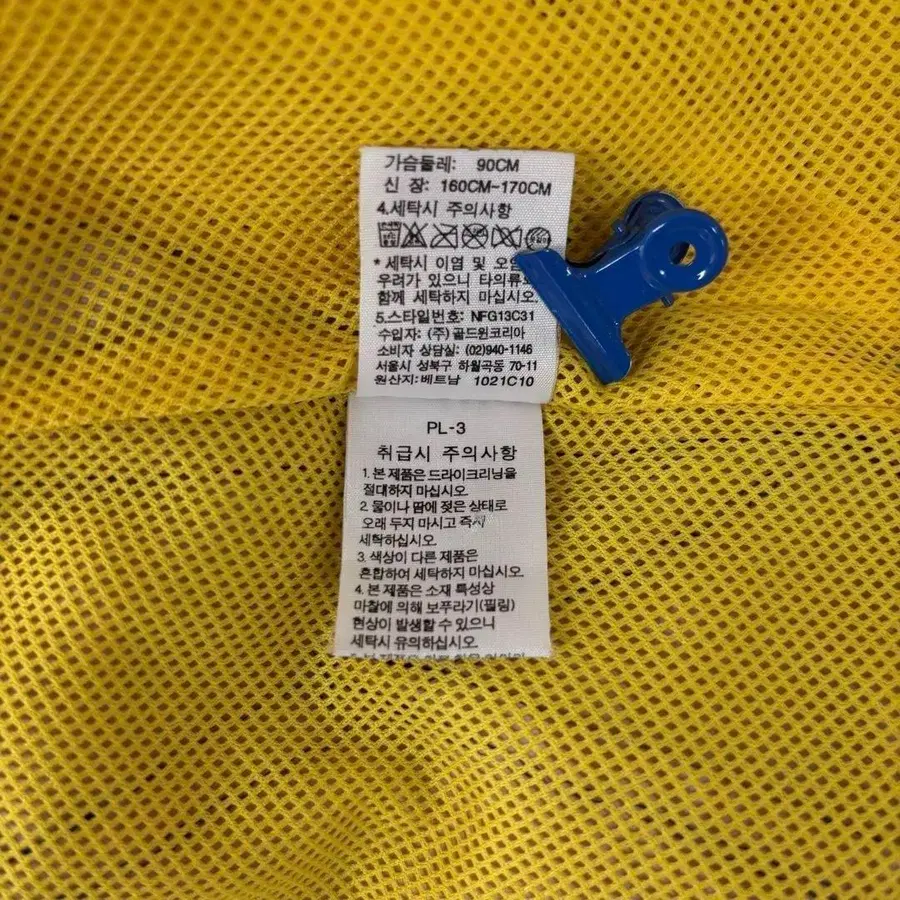 가슴둘레: 90CM
신 장: 160CM-170CM
4.세탁시 주의사항
* 세탁시 이염 및
우려가 있으니 타의류
함께 세탁하지 마십시오.
5.스타일번호: NFG13C31
수입자: (주) 골드윈코리아
소비자 상담실: (02)940-1146
서울시 성북구 하월곡동 70-11
원산지: 베트남 1021C10
PL-3
취급시 주의사항
1. 본 제품은 드라이크리닝을
절대하지 마십시오.
2. 물이나 땀에 젖은 상태로
오래 두지 마시고 즉시
세탁하십시오.
3. 색상이 다른 제품은
혼합하여 세탁하지 마십시오.
4. 본 제품은 소재 특성상
마찰에 의해 보푸라기(필링)
현상이 발생할 수 있으니
세탁시 유의하십시오.